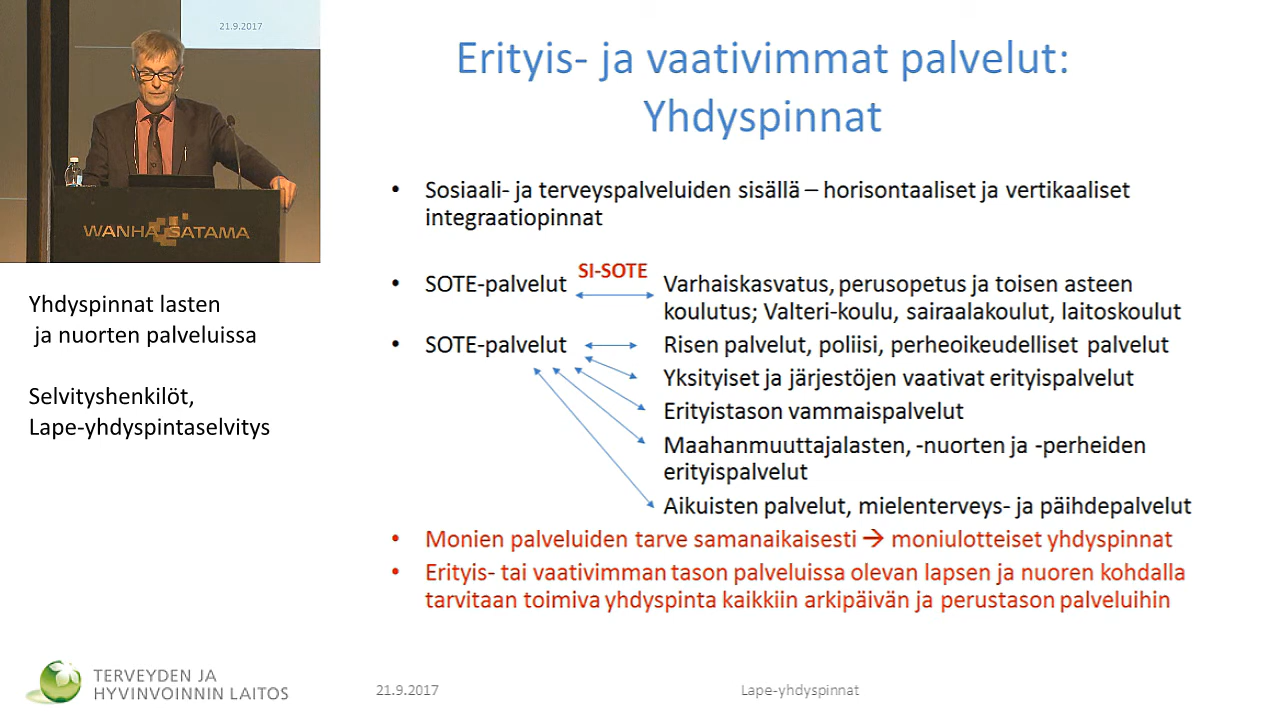 21.9.2017
WANHA SATAMA
Yhdyspinnat lasten
ja nuorten palveluissa
Selvityshenkilöt,
Lape-yhdyspintaselvitys
Erityis- ja vaativimmat palvelut:
Yhdyspinnat
• Sosiaali- ja terveyspalveluiden sisällä – horisontaaliset ja vertikaaliset
integraatiopinnat
SI-SOTE
• SOTE-palvelut Varhaiskasvatus, perusopetus ja toisen asteen
koulutus; Valteri-koulu, sairaalakoulut, laitoskoulut
• SOTE-palvelut Risen palvelut, poliisi, perheoikeudelliset palvelut
Yksityiset ja järjestöjen vaativat erityispalvelut
Erityistason vammaispalvelut
Maahanmuuttajalasten, -nuorten ja -perheiden
erityispalvelut
Aikuisten palvelut, mielenterveys- ja päihdepalvelut
• Monien palveluiden tarve samanaikaisesti → moniulotteiset yhdyspinnat
• Erityis- tai vaativimman tason palveluissa olevan lapsen ja nuoren kohdalla
tarvitaan toimiva yhdyspinta kaikkiin arkipäivän ja perustason palveluihin
TERVEYDEN JA
HYVINVOINNIN LAITOS
21.9.2017
Lape-yhdyspinnat